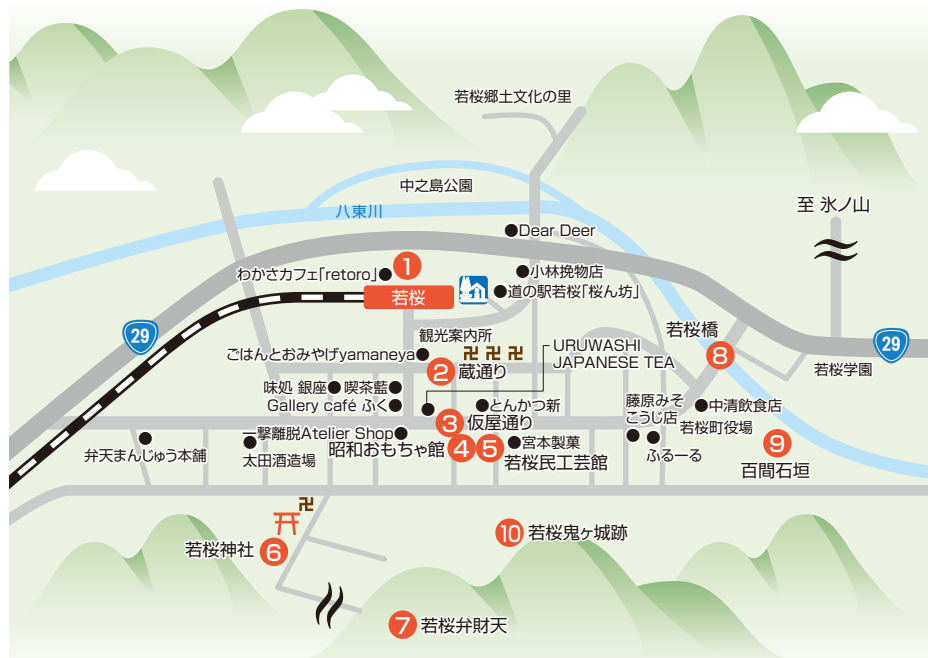 若桜郷土文化の里
中之島公園
八東川
至 氷ノ山
Dear Deer
わかさカフェ「retoro」
1
小林挽物店
若桜
道の駅若桜「桜ん坊」
29
観光案内所
若桜橋
29
ごはんとおみやげyamaneya
URUWASHI
JAPANESE TEA
8
2
蔵通り
若桜学園
味処 銀座
喫茶藍
Gallery café ふく
とんかつ新
藤原みそ
こうじ店
中清飲食店
3
仮屋通り
若桜町役場
一撃離脱Atelier Shop
昭和おもちゃ館
4
5
宮本製菓
若桜民工芸館
ふるーる
9
百間石垣
弁天まんじゅう本舗
太田酒造場
若桜神社
6
10
若桜鬼ヶ城跡
7
若桜弁財天